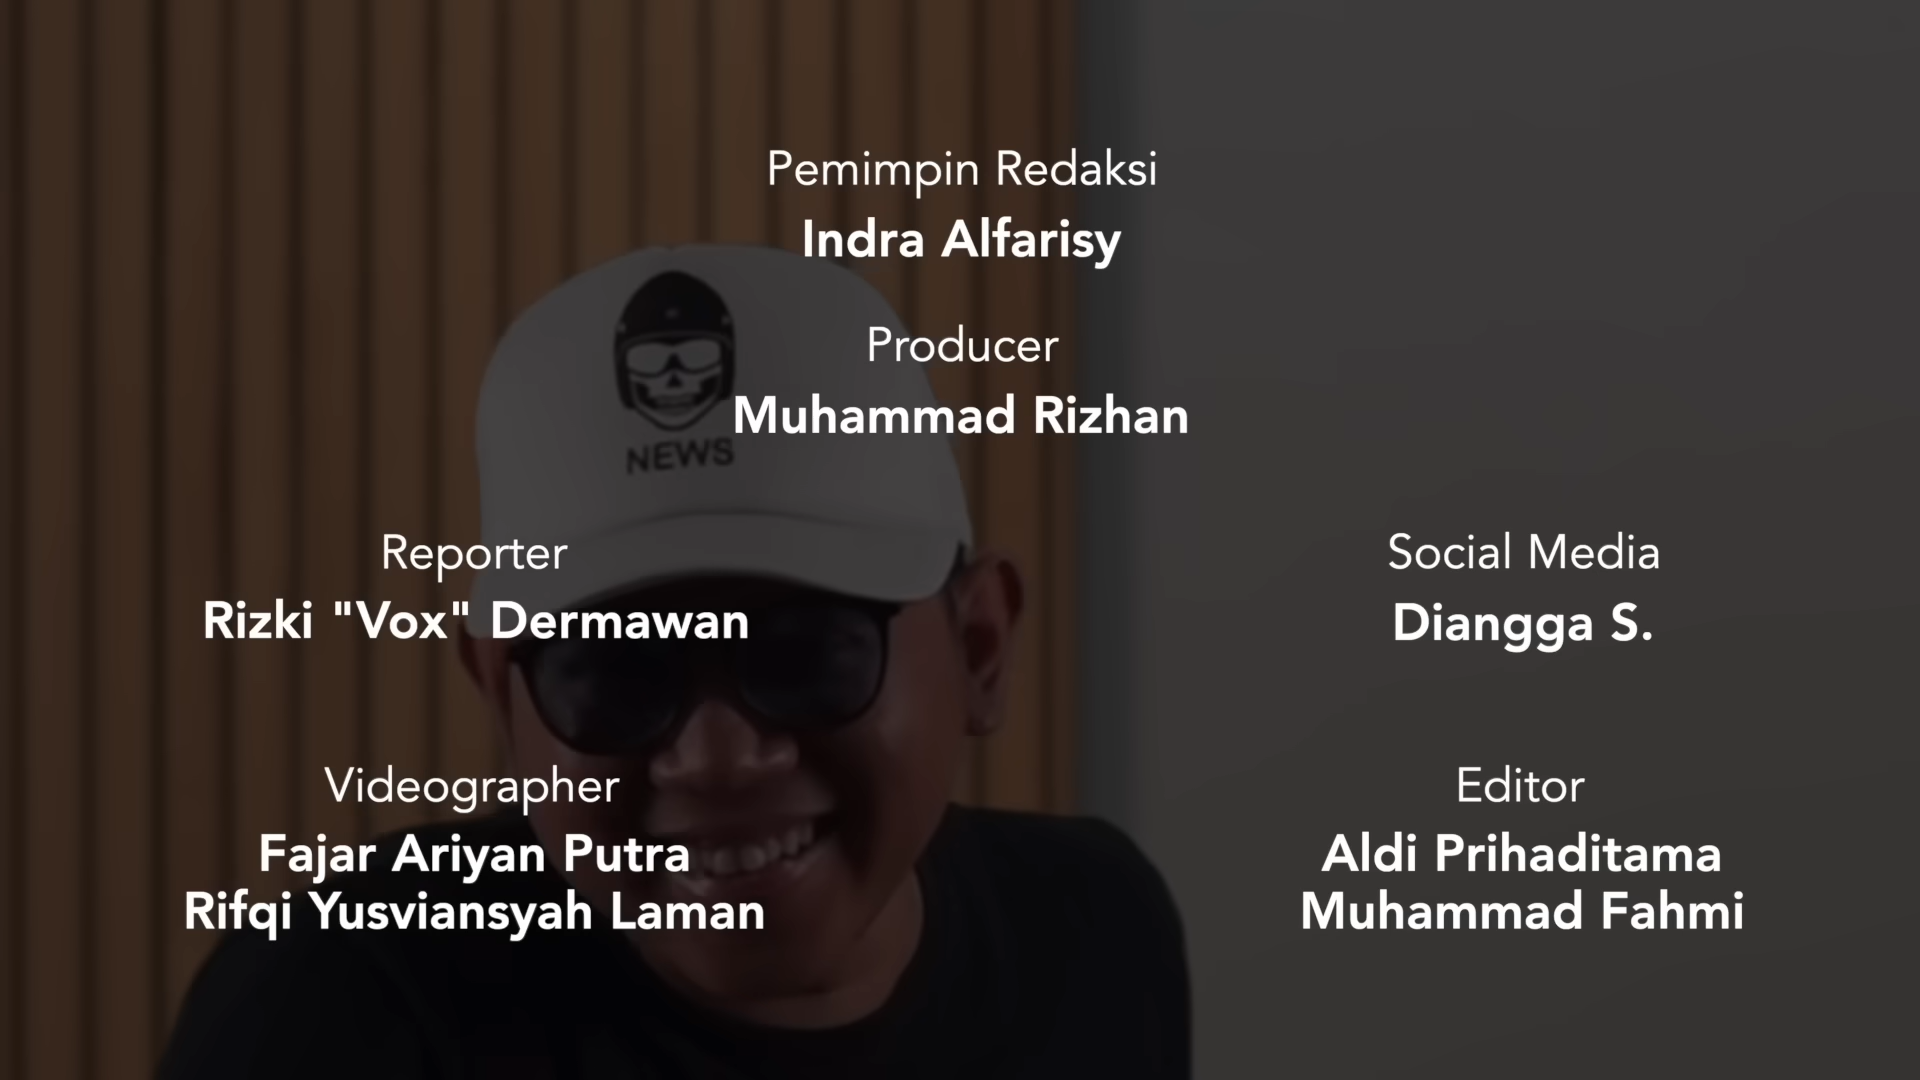 Pemimpin Redaksi
Indra Alfarisy
Producer
Muhammad Rizhan
NEWS
Reporter
Rizki "Vox" Dermawan
Social Media
Diangga S.
Videographer
Fajar Ariyan Putra
Rifqi Yusviansyah Laman
Editor
Aldi Prihaditama
Muhammad Fahmi